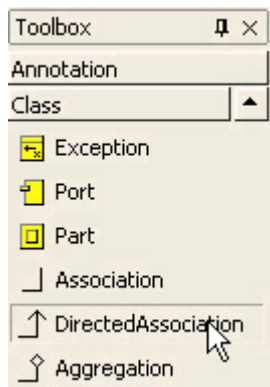 Toolbox
Annotation
Class
Exception
Port
Part
Association
DirectedAssociation
Aggregation